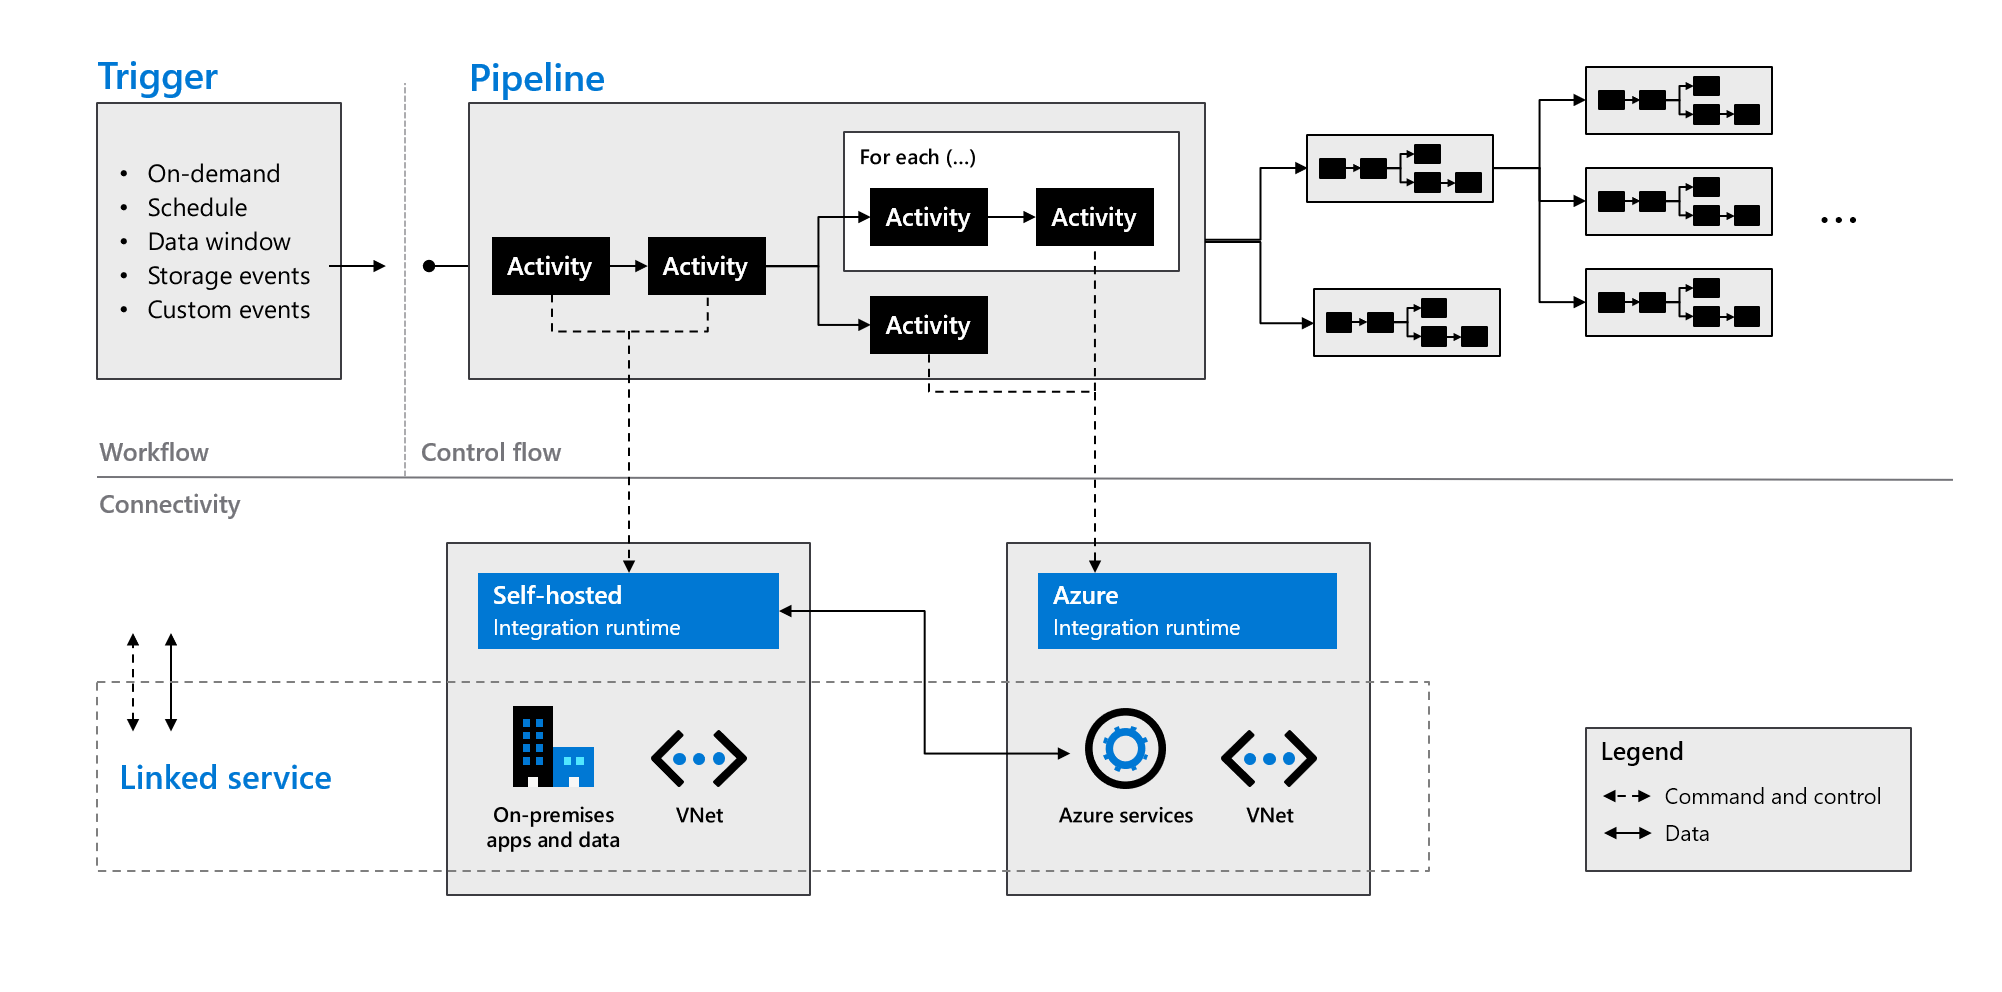 Trigger
• On-demand
• Schedule
• Data window
• Storage events
• Custom events
Pipeline
For each (...)
Activity
Activity
Activity
Activity
Activity
...
Workflow
Control flow
Connectivity
Self-hosted
Integration runtime
Azure
Integration runtime
Linked service
On-premises
apps and data
VNet
Azure services
VNet
Legend
Command and control
Data